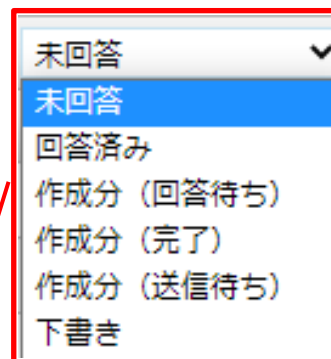 未回答
未回答
回答済み
作成分（回答待ち）
作成分（完了）
作成分（送信待ち）
下書き